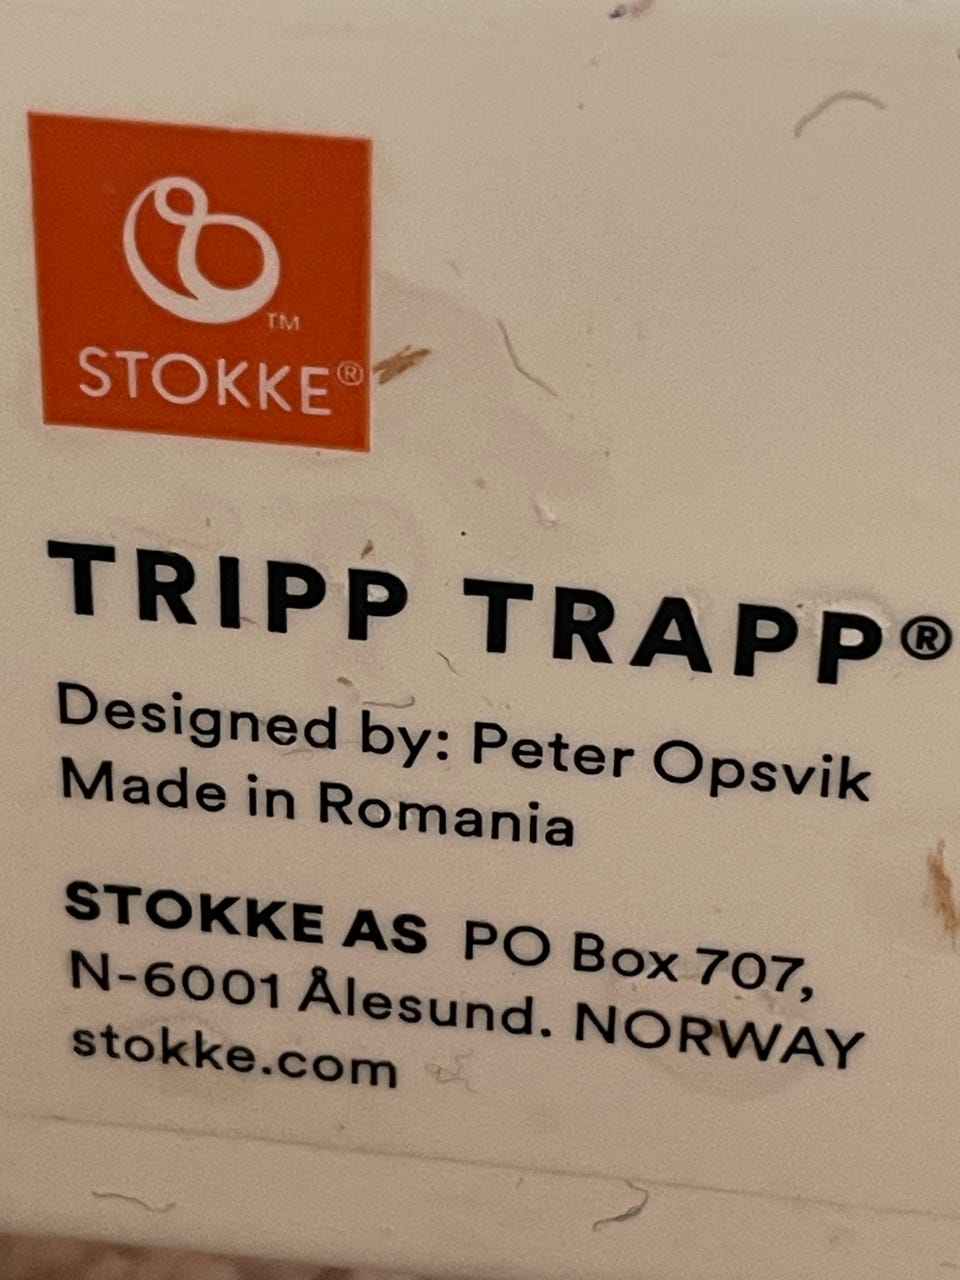 ™
STOKKE®
TRIPP TRAPP®
Designed by: Peter Opsvik
Made in Romania
STOKKE AS PO Box 707,
N-6001 Ålesund. NORWAY
stokke.com